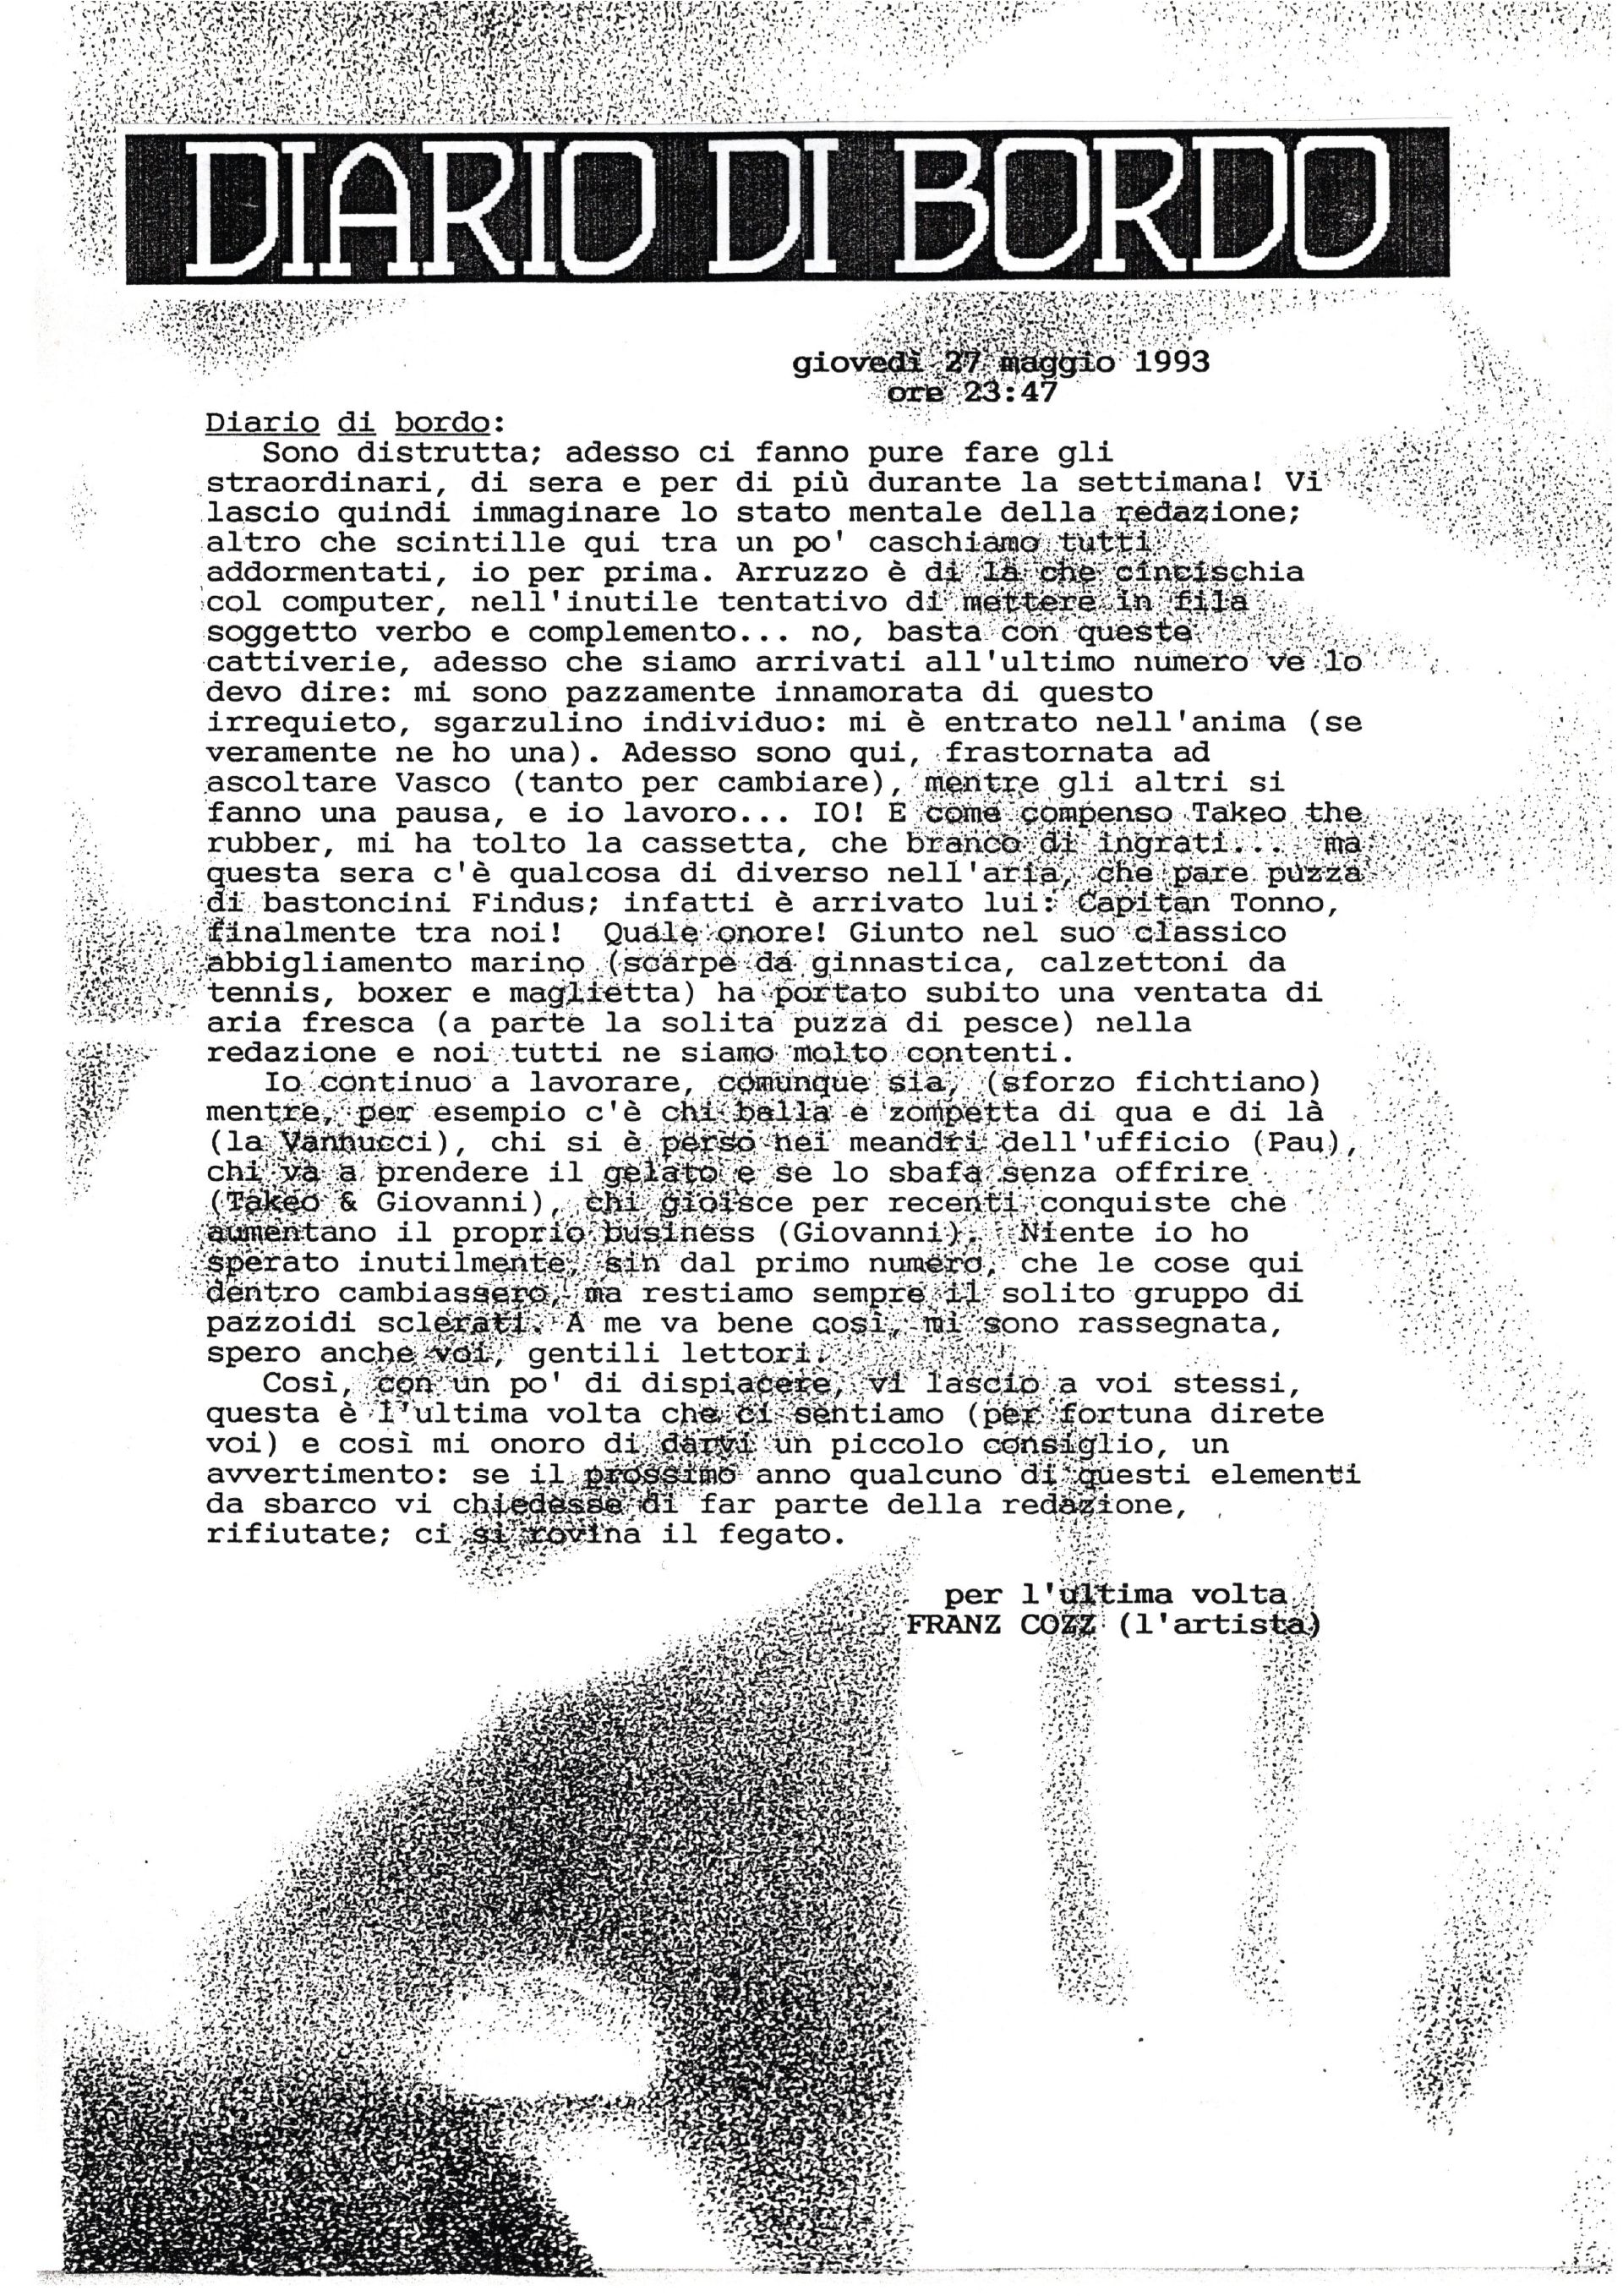 DIARIO DI BORDO
giovedì 27 maggio 1993
ore 23:47
Diario di bordo:
Sono distrutta; adesso ci fanno pure fare gli
straordinari, di sera e per di più durante la settimana! Vi
lascio quindi immaginare lo stato mentale della redazione;
altro che scintille qui tra un po' caschiamo tutti
addormentati, io per prima. Arruzzo è di là che cincischia
col computer, nell'inutile tentativo di mettere in fila
soggetto verbo e complemento... no, basta con queste
cattiverie, adesso che siamo arrivati all'ultimo numero ve lo
devo dire: mi sono pazzamente innamorata di questo
irrequieto, sgarzulino individuo: mi è entrato nell'anima (se
veramente ne ho una). Adesso sono qui, frastornata ad
ascoltare Vasco (tanto per cambiare), mentre gli altri si
fanno una pausa, e io lavoro... IO! E come compenso Takeo the
rubber, mi ha tolto la cassetta, che branco di ingrati... ma
questa sera c'è qualcosa di diverso nell'aria, che pare puzza
di bastoncini Findus; infatti è arrivato lui: Capitan Tonno,
finalmente tra noi! Quale onore! Giunto nel suo classico
abbigliamento marino (scarpe da ginnastica, calzettoni da
tennis, boxer e maglietta) ha portato subito una ventata di
aria fresca (a parte la solita puzza di pesce) nella
redazione e noi tutti ne siamo molto contenti.
Io continuo a lavorare, comunque sia, (sforzo fichtiano)
mentre, per esempio c'è chi balla e zompetta di qua e di là
(la Vannucci), chi si è perso nei meandri dell'ufficio (Pau),
chi va a prendere il gelato e se lo sbafa senza offrire
(Takeo & Giovanni), chi gioisce per recenti conquiste che
aumentano il proprio business (Giovanni). Niente io ho
sperato inutilmente, sin dal primo numero, che le cose qui
dentro cambiassero, ma restiamo sempre il solito gruppo di
pazzoidi sclerati. A me va bene così, mi sono rassegnata,
spero anche voi, gentili lettori.
Così, con un po' di dispiacere, vi lascio a voi stessi,
questa è l'ultima volta che ci sentiamo (per fortuna direte
voi) e così mi onoro di darvi un piccolo consiglio, un
avvertimento: se il prossimo anno qualcuno di questi elementi
da sbarco vi chiedesse di far parte della redazione,
rifiutate; ci si rovina il fegato.
per l'ultima volta
FRANZ COZZ (l'artista)